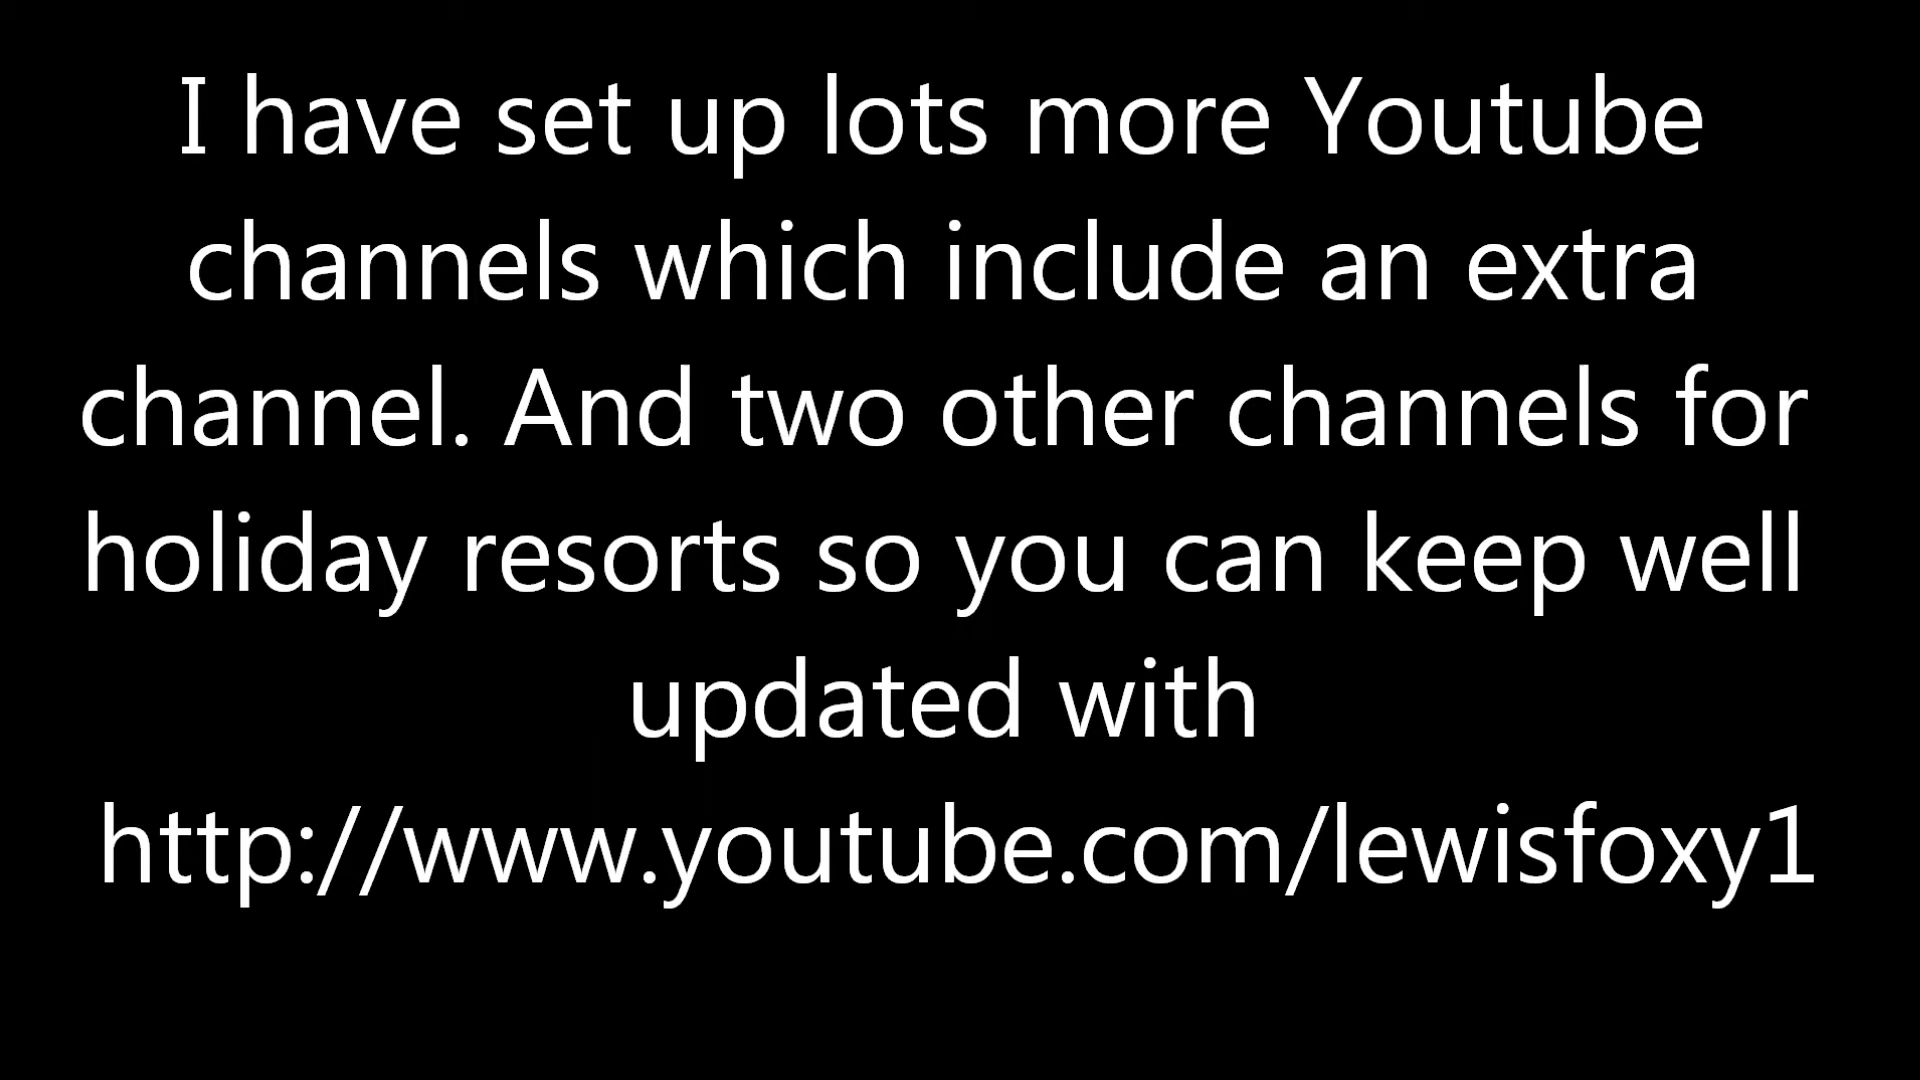 I have set up lots more Youtube
channels which include an extra
channel. And two other channels for
holiday resorts so you can keep well
updated with
http://www.youtube.com/lewisfoxy1